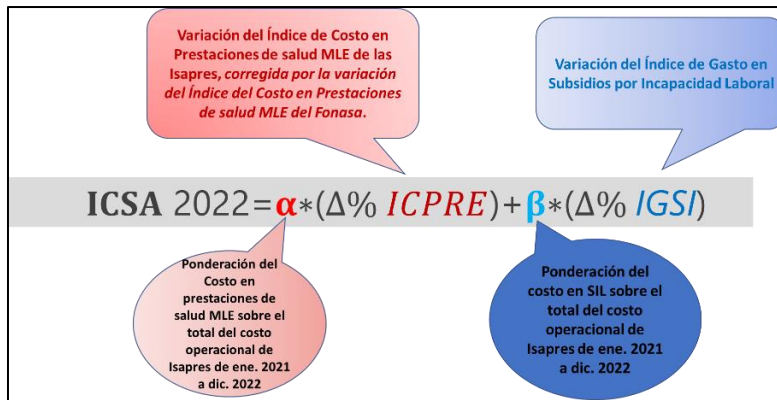 Variación del Índice de Costo en
Prestaciones de salud MLE de las
Isapres, corregida por la variación
del Índice del Costo en Prestaciones
de salud MLE del Fonasa.
Variación del Índice de Gasto en
Subsidios por Incapacidad Laboral
ICSA 2022=α*(Δ% ICPRE)+β*(Δ% IGSI)
Ponderación del
Costo en
prestaciones de
salud MLE sobre el
total del costo
operacional de
Isapres de ene. 2021
a dic. 2022
Ponderación del
costo en SIL sobre el
total del costo
operacional de
Isapres de ene. 2021
a dic. 2022